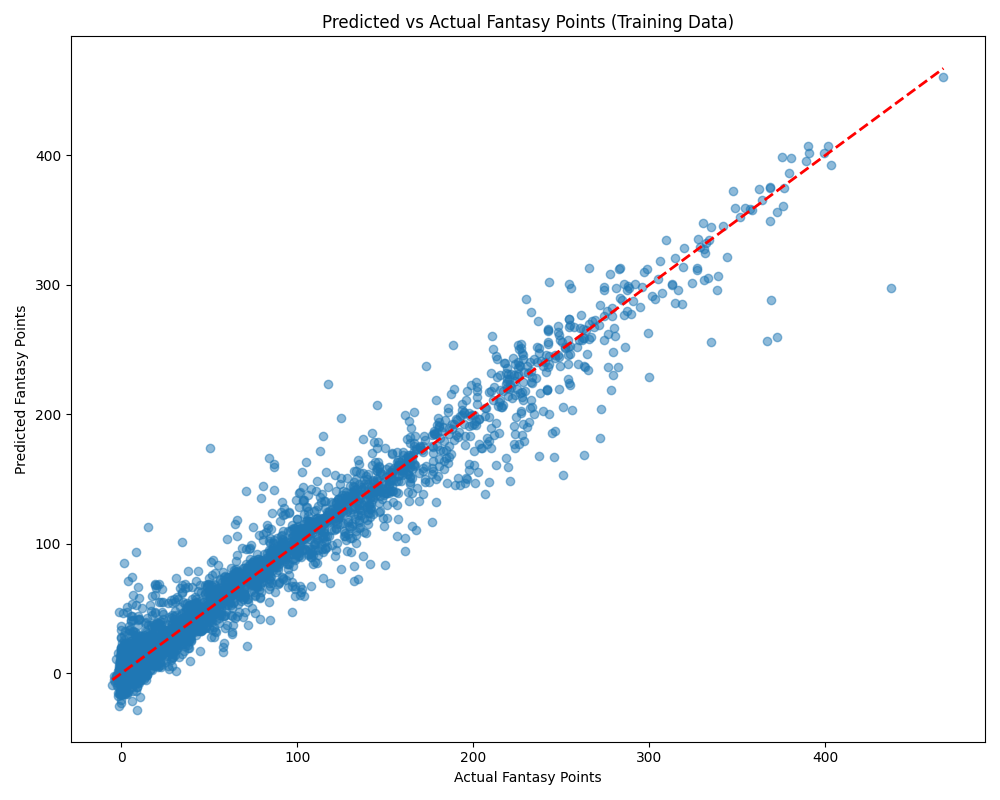 Predicted vs Actual Fantasy Points (Training Data)
Predicted Fantasy Points
400
300
200
100
0
0 100 200 300 400
Actual Fantasy Points